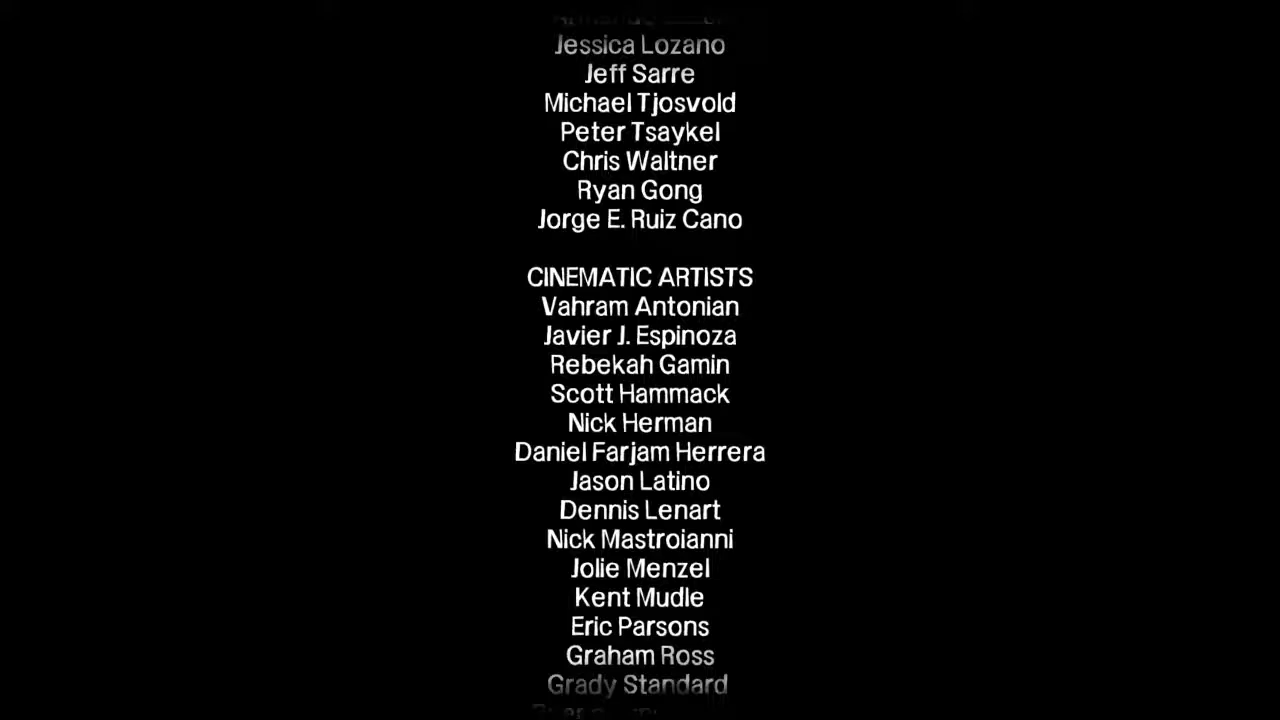 Jessica Lozano
Jeff Sarre
Michael Tjosvold
Peter Tsaykel
Chris Waltner
Ryan Gong
Jorge E. Ruiz Cano
CINEMATIC ARTISTS
Vahram Antonian
Javier J. Espinoza
Rebekah Gamin
Scott Hammack
Nick Herman
Daniel Farjam Herrera
Jason Latino
Dennis Lenart
Nick Mastroianni
Jolie Menzel
Kent Mudle
Eric Parsons
Graham Ross
Grady Standard